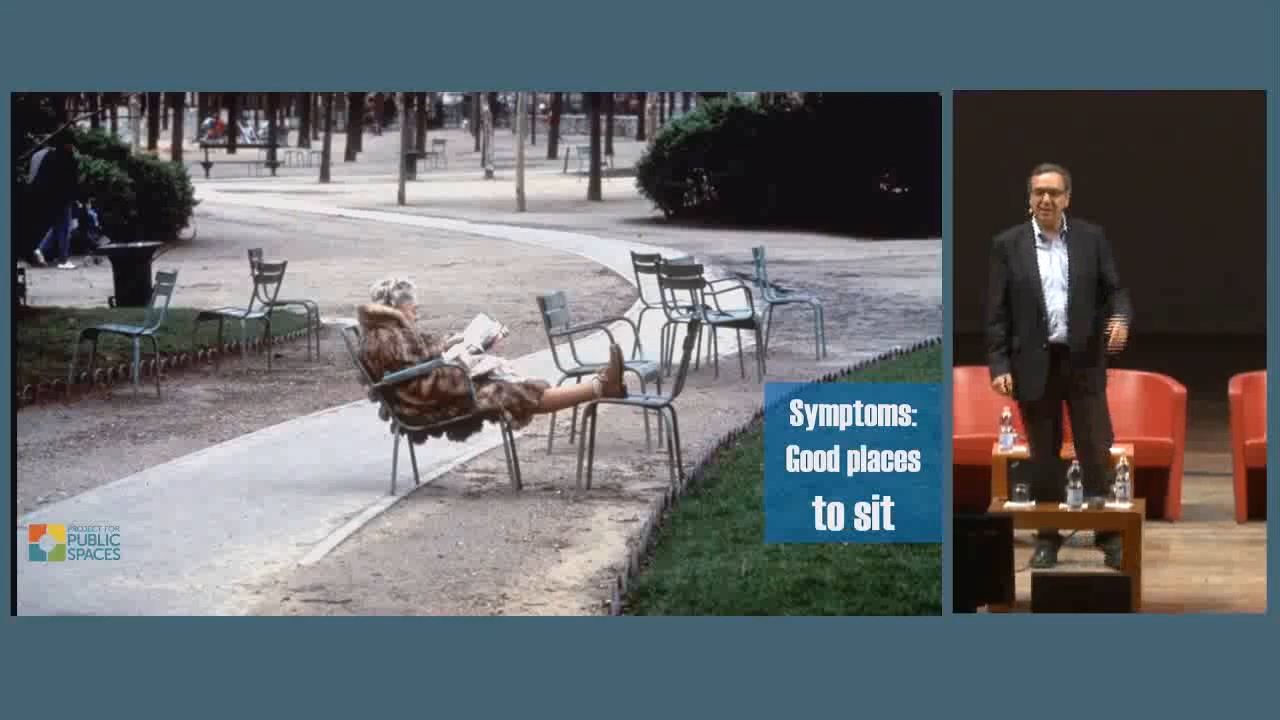 Symptoms:
Good places
to sit
PROJECT FOR
PUBLIC
SPACES